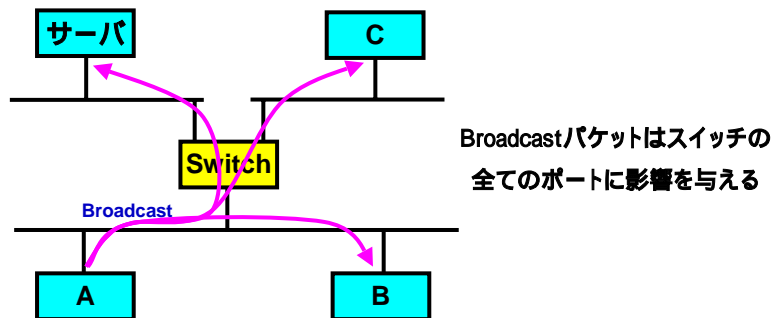 サーバ
C
Switch
Broadcastパケットはスイッチの
全てのポートに影響を与える
Broadcast
A
B